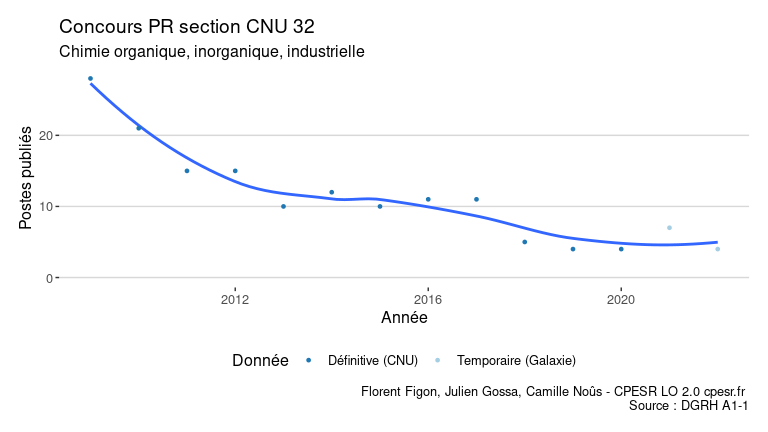 Concours PR section CNU 32
Chimie organique, inorganique, industrielle
Postes publiés
20
10
0
2012
2016
2020
Année
Donnée
Définitive (CNU)
Temporaire (Galaxie)
Florent Figon, Julien Gossa, Camille Noûs - CPESR LO 2.0 cpesr.fr
Source : DGRH A1-1